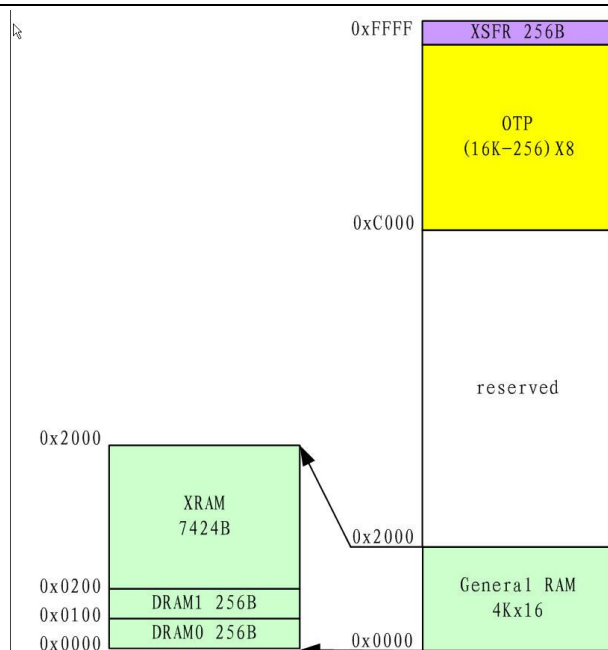 0xFFFF
XSFR 256B
OTP
(16K-256)X8
0xC000
reserved
0x2000
XRAM
7424B
0x2000
0x0200
DRAM1 256B
General RAM
4Kx16
0x0100
DRAM0 256B
0x0000
0x0000